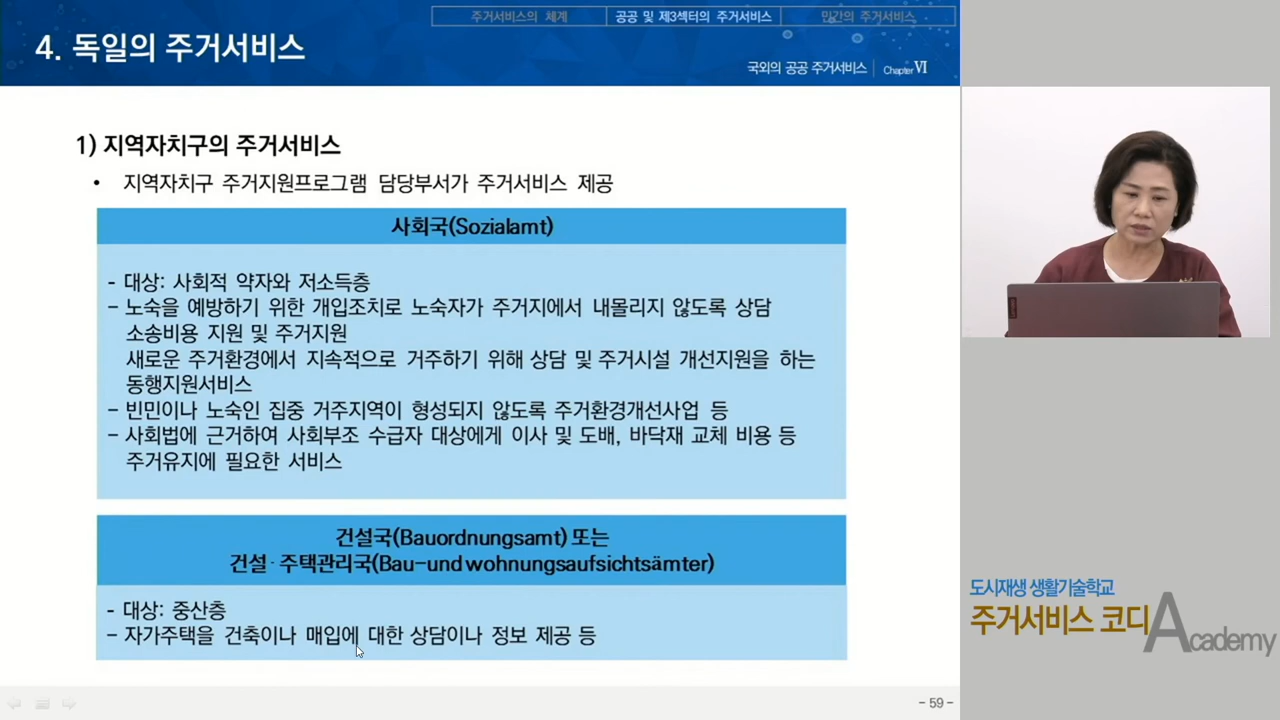 주거서비스의 체계
공공 및 제3섹터의 주거서비스
민간의 주거서비스
4. 독일의 주거서비스
국외의 공공 주거서비스
Chapter Ⅵ
1) 지역자치구의 주거서비스
• 지역자치구 주거지원프로그램 담당부서가 주거서비스 제공
사회국(Sozialamt)
- 대상: 사회적 약자와 저소득층
- 노숙을 예방하기 위한 개입조치로 노숙자가 주거지에서 내몰리지 않도록 상담
소송비용 지원 및 주거지원
새로운 주거환경에서 지속적으로 거주하기 위해 상담 및 주거시설 개선지원을 하는
동행지원서비스
- 빈민이나 노숙인 집중 거주지역이 형성되지 않도록 주거환경개선사업 등
- 사회법에 근거하여 사회부조 수급자 대상에게 이사 및 도배, 바닥재 교체 비용 등
주거유지에 필요한 서비스
건설국(Bauordnungsamt) 또는
건설·주택관리국(Bau-und wohnungsaufsichtsämter)
- 대상: 중산층
- 자가주택을 건축이나 매입에 대한 상담이나 정보 제공 등
- 59 -
도시재생 생활기술학교
주거서비스 코디
Academy